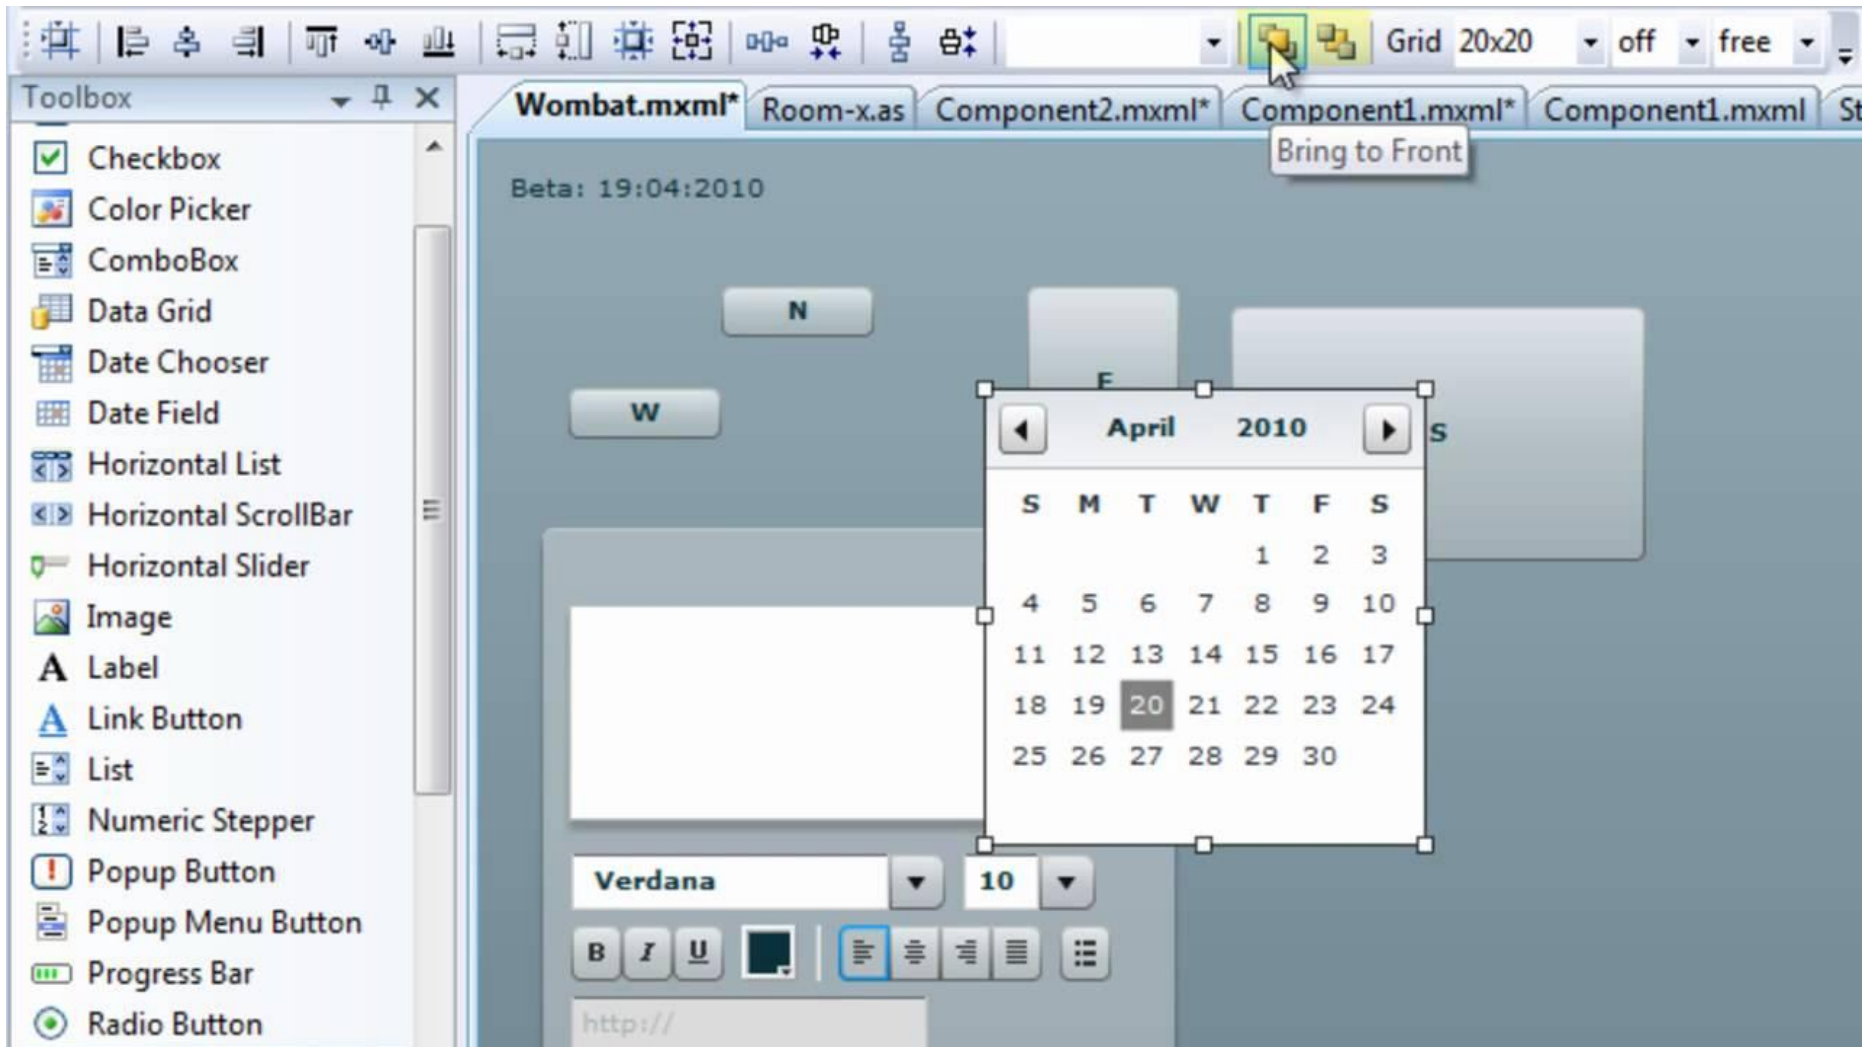 Grid 20x20 off free
Toolbox
Wombat.mxml* Room-x.as Component2.mxml* Component1.mxml* Component1.mxml St
Bring to Front
Checkbox
Color Picker
ComboBox
Data Grid
Date Chooser
Date Field
Horizontal List
Horizontal ScrollBar
Horizontal Slider
Image
A Label
A Link Button
List
Numeric Stepper
Popup Button
Popup Menu Button
Progress Bar
Radio Button
Beta: 19:04:2010
N
W
S
April 2010
S M T W T F S
1 2 3
4 5 6 7 8 9 10
11 12 13 14 15 16 17
18 19 20 21 22 23 24
25 26 27 28 29 30
Verdana 10
B I U
http://